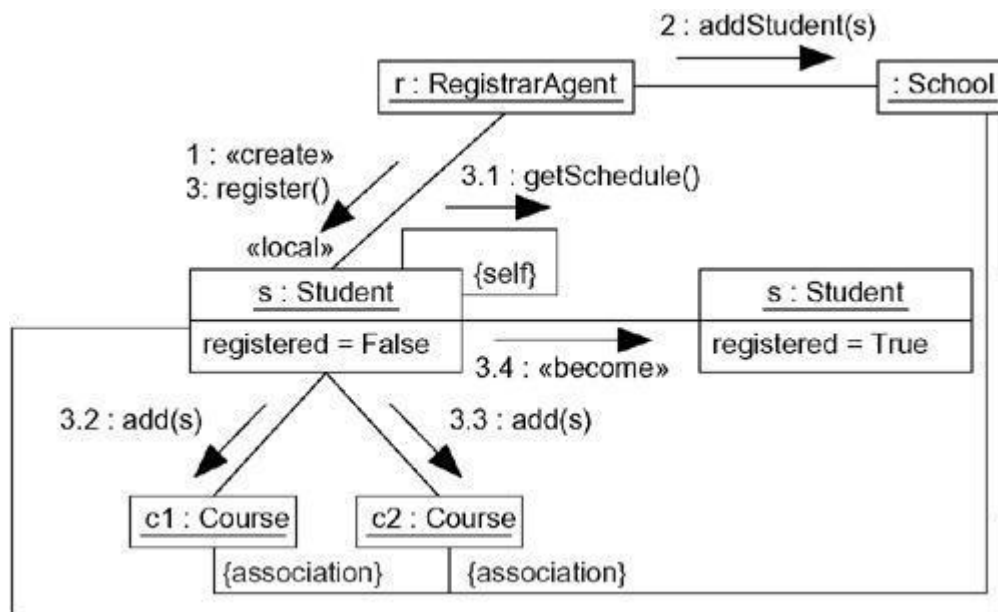 2 : addStudent(s)
r : RegistrarAgent
: School
1 : «create»
3: register()
3.1 : getSchedule()
«local»
{self}
s : Student
registered = False
s : Student
registered = True
3.4 : «become»
3.2 : add(s)
3.3 : add(s)
c1 : Course
c2 : Course
{association}
{association}